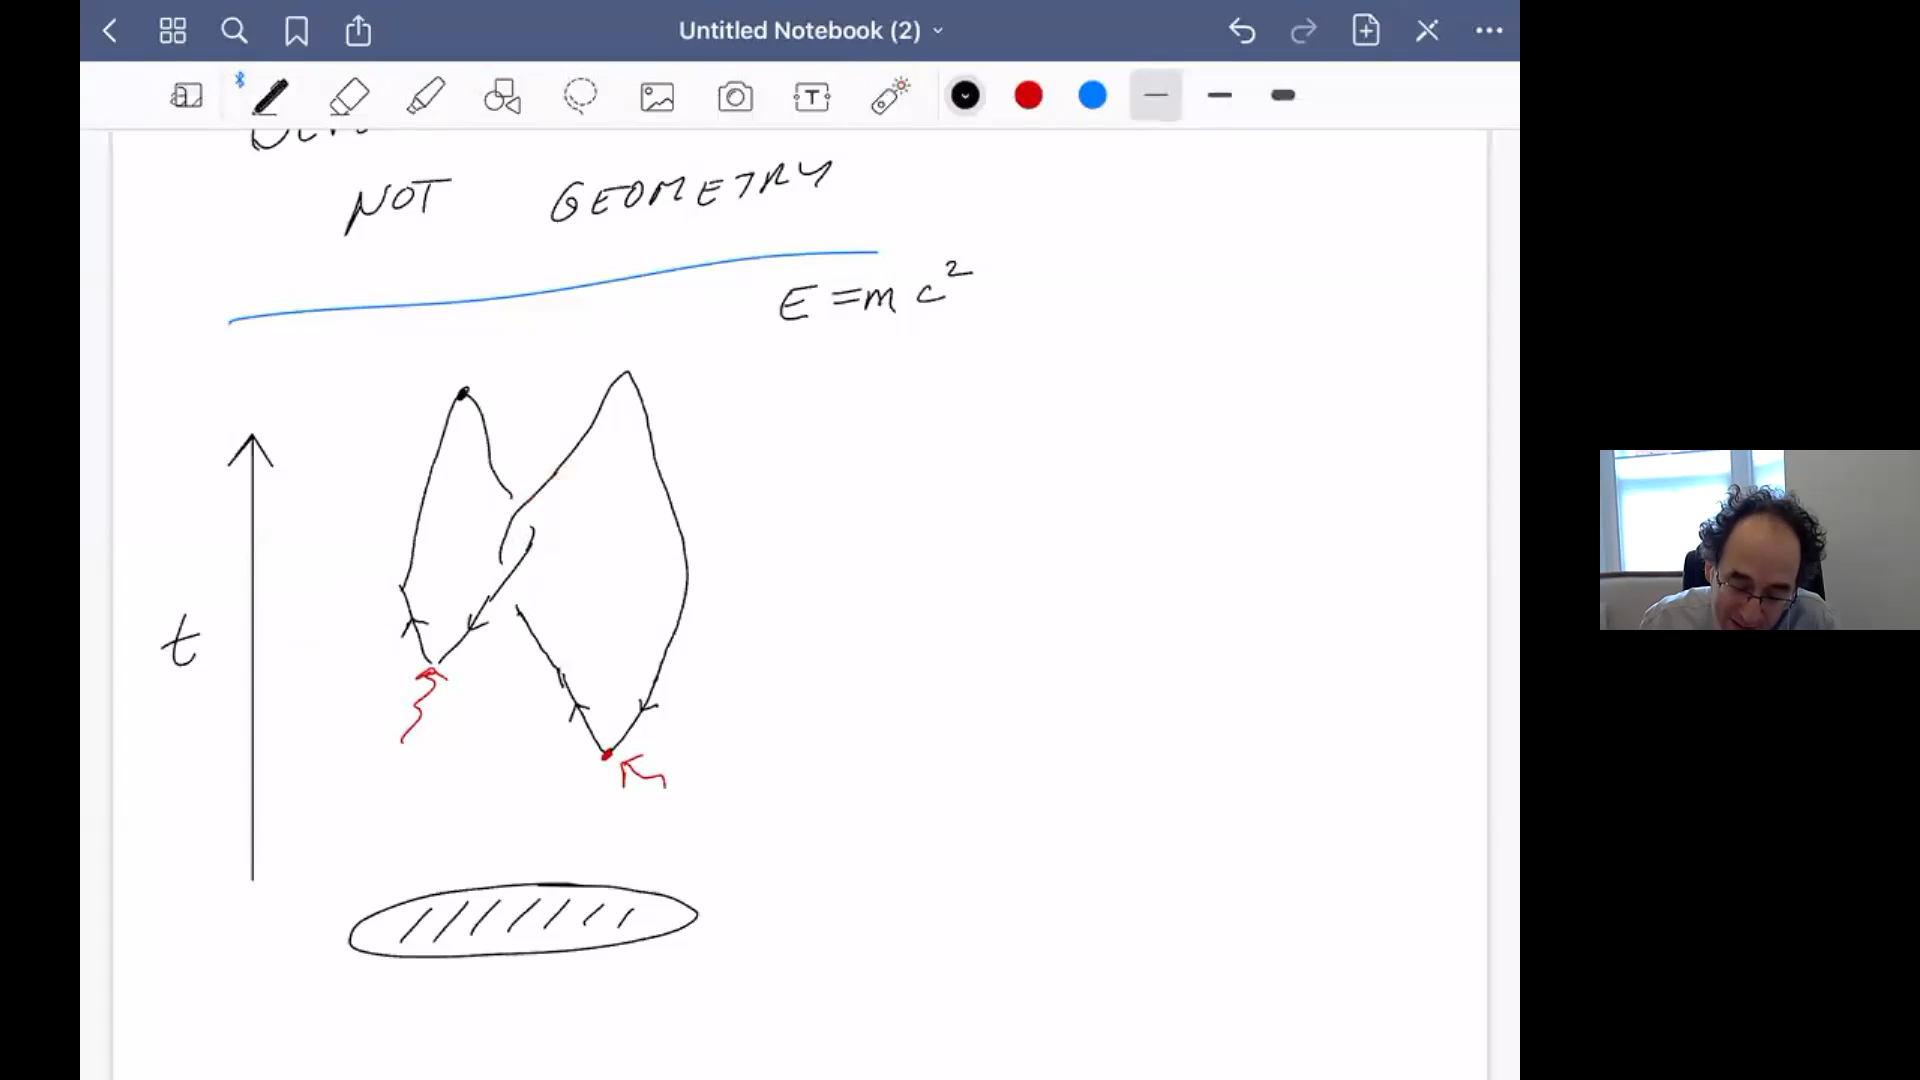 Untitled Notebook (2)
T
NOT GEOMETRY
E = mc²
t